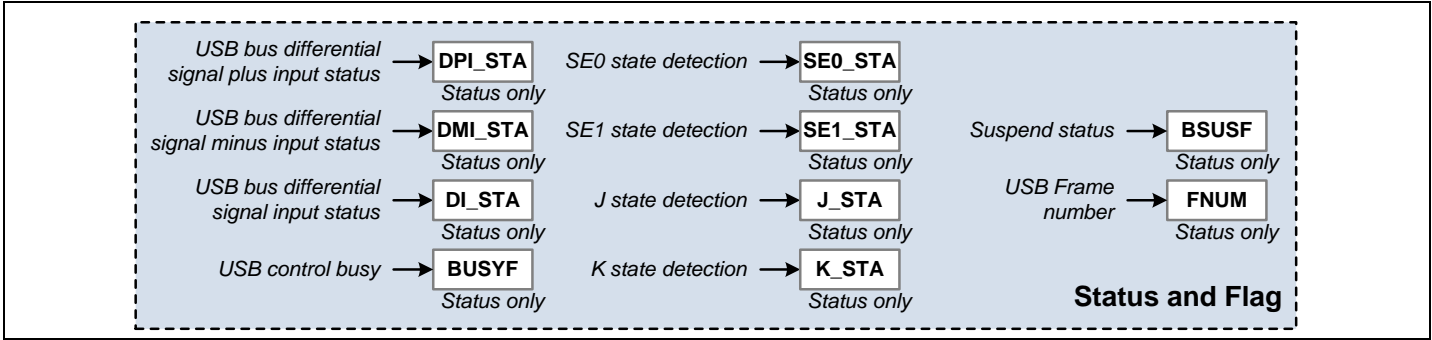 USB bus differential
signal plus input status
DPI_STA
Status only
USB bus differential
signal minus input status
DMI_STA
Status only
USB bus differential
signal input status
DI_STA
Status only
USB control busy
BUSYF
Status only
SE0 state detection
SE0_STA
Status only
SE1 state detection
SE1_STA
Status only
J state detection
J_STA
Status only
K state detection
K_STA
Status only
Suspend status
BSUSF
Status only
USB Frame
number
FNUM
Status only
Status and Flag